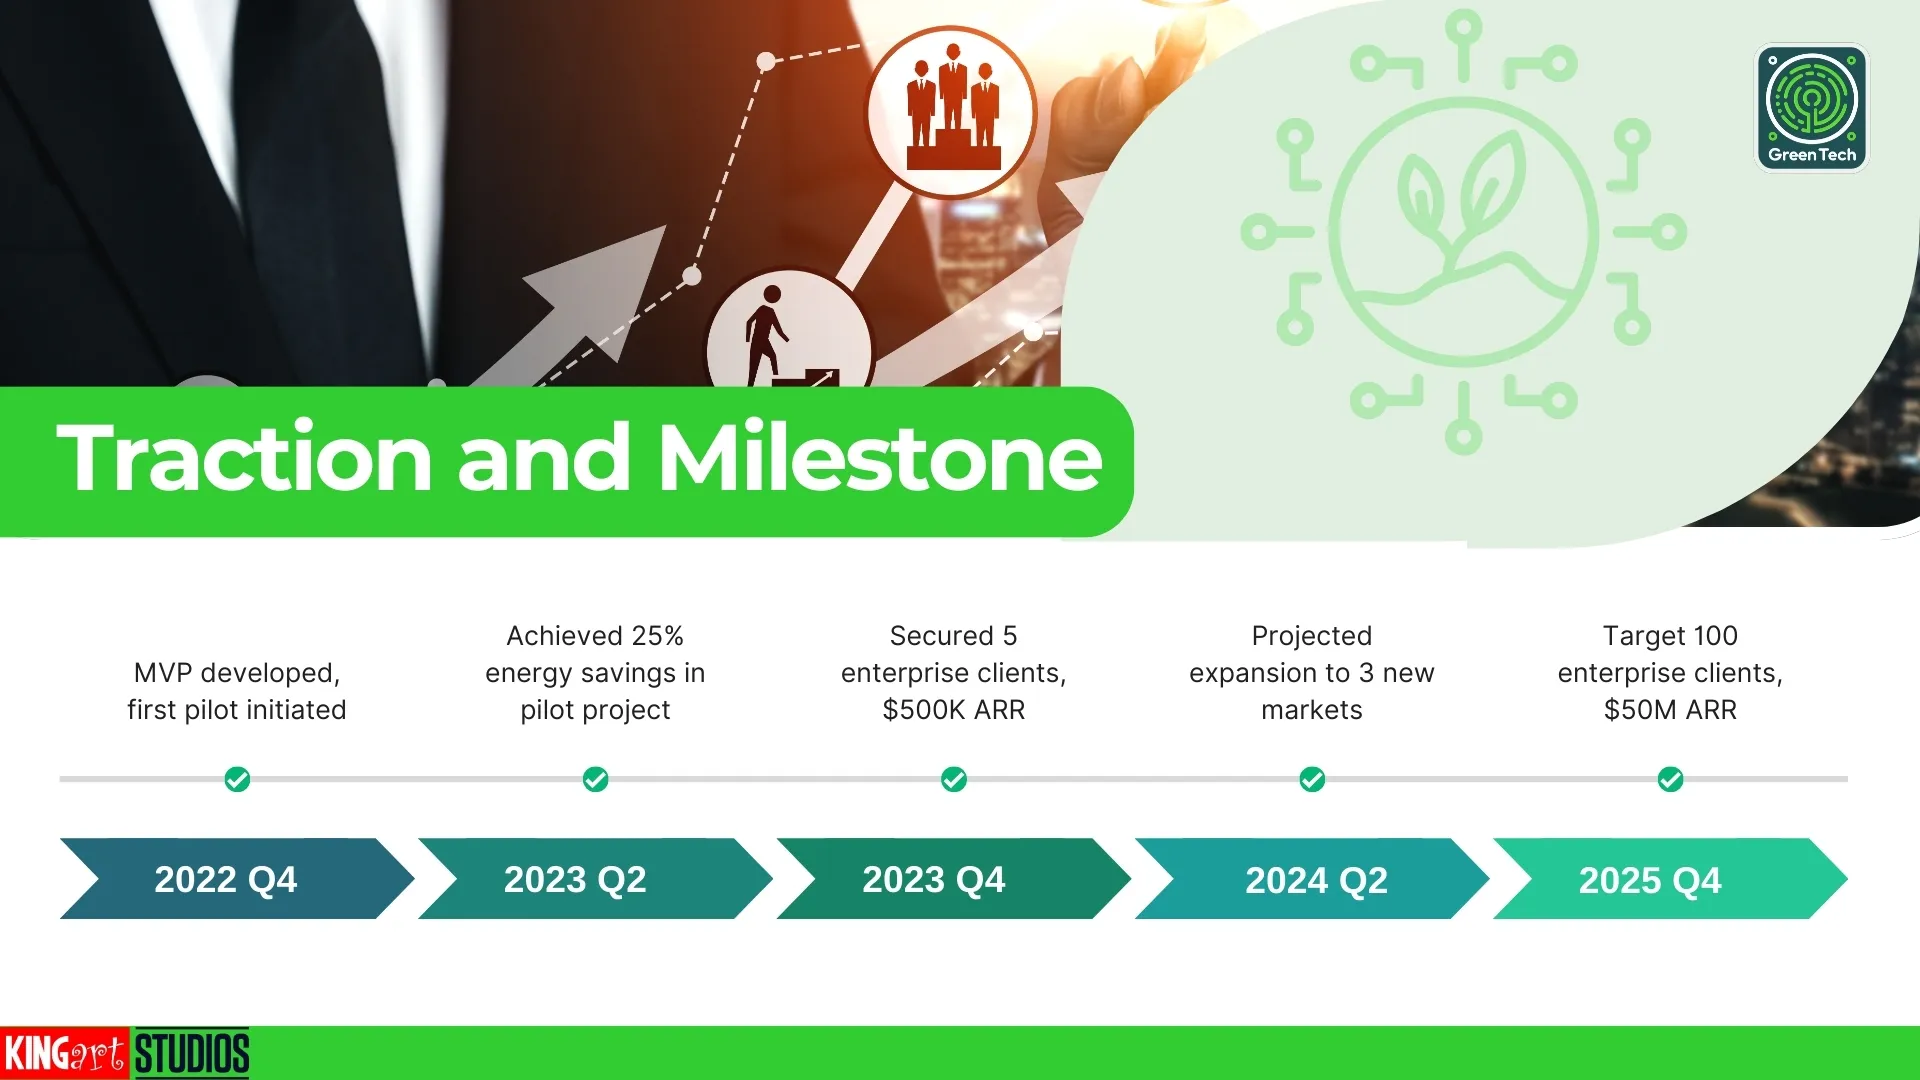 Green Tech
Traction and Milestone
MVP developed,
first pilot initiated
Achieved 25%
energy savings in
pilot project
Secured 5
enterprise clients,
$500K ARR
Projected
expansion to 3 new
markets
Target 100
enterprise clients,
$50M ARR
2022 Q4
2023 Q2
2023 Q4
2024 Q2
2025 Q4
KINGart STUDIOS